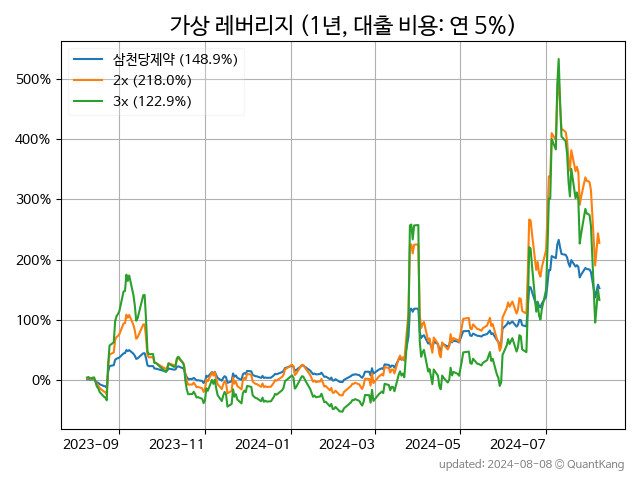 가상 레버리지 (1년, 대출 비용: 연 5%)
삼천당제약 (148.9%)
2x (218.0%)
3x (122.9%)
500%
400%
300%
200%
100%
0%
2023-09 2023-11 2024-01 2024-03 2024-05 2024-07
updated: 2024-08-08 © QuantKang